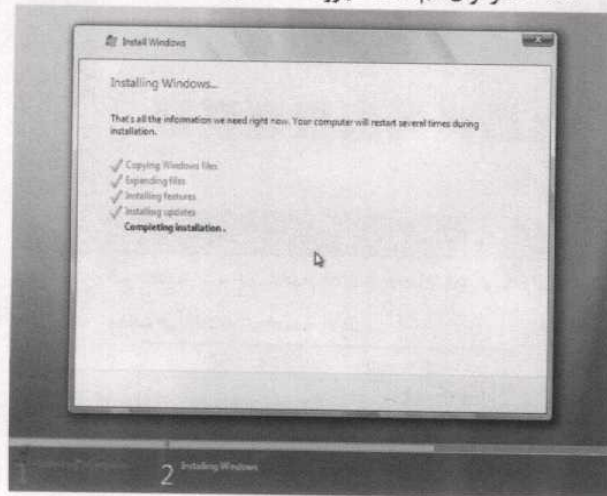 Install Windows
Installing Windows...
That's all the information we need right now. Your computer will restart several times during
installation.
Copying Windows files
Expanding files
Installing features
Installing updates
Completing installation .
1
2 Installing Windows